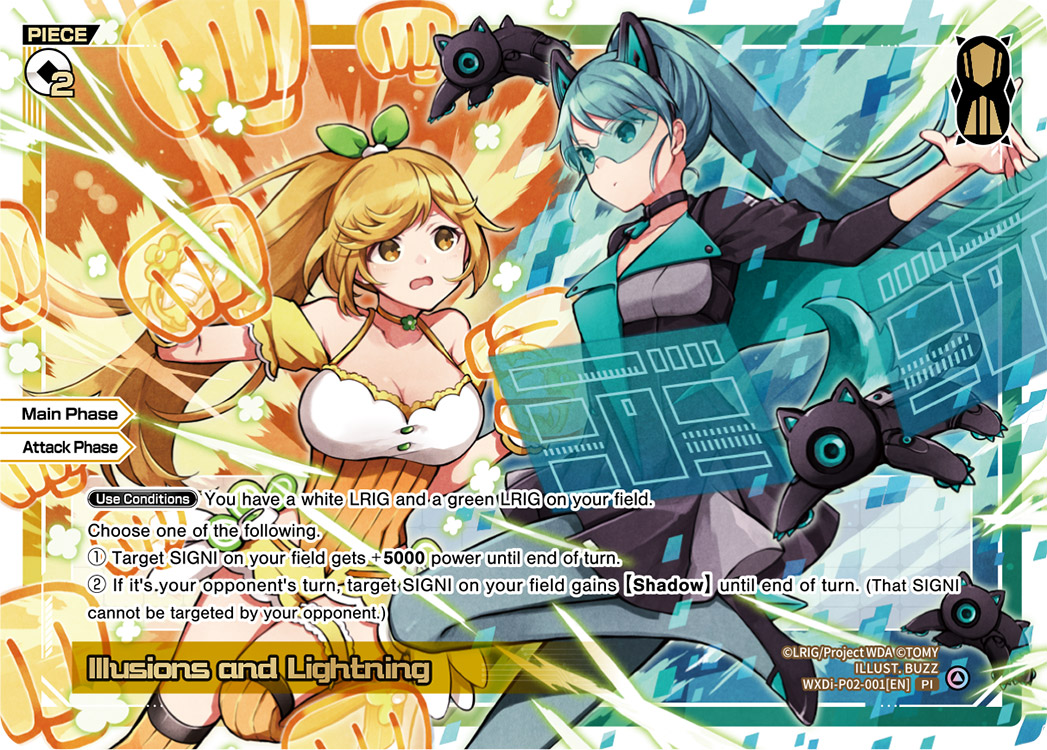 PIECE
2
Main Phase
Attack Phase
Use Conditions You have a white LRIG and a green LRIG on your field.
Choose one of the following.
① Target SIGNI on your field gets +5000 power until end of turn.
② If it's your opponent's turn, target SIGNI on your field gains 【Shadow】 until end of turn. (That SIGNI
cannot be targeted by your opponent.)
Illusions and Lightning
©LRIG/Project WDA ©TOMY
ILLUST. BUZZ
WXDi-P02-001[EN] PI